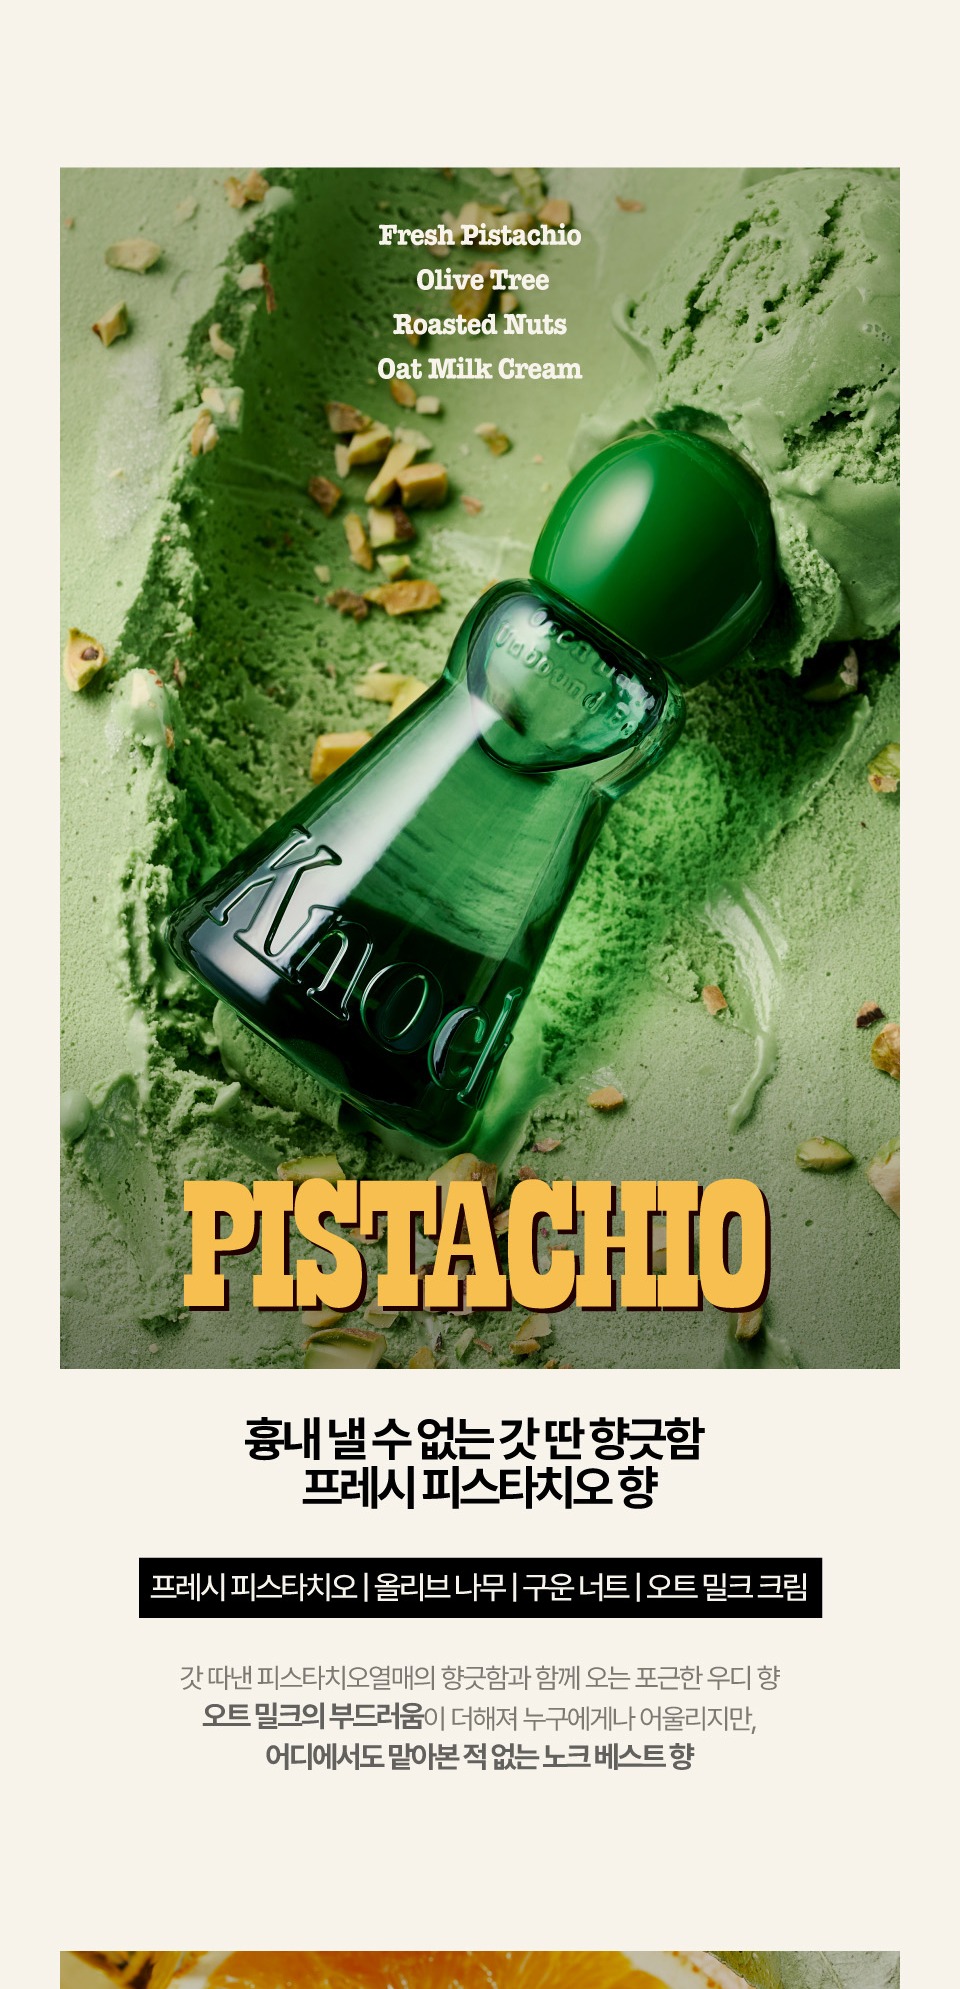 Fresh Pistachio
Olive Tree
Roasted Nuts
Oat Milk Cream
Knock
PISTACHIO
흉내 낼 수 없는 갓 딴 향긋함
프레시 피스타치오 향
프레시 피스타치오 | 올리브 나무 | 구운 너트 | 오트 밀크 크림
갓 따낸 피스타치오열매의 향긋함과 함께 오는 포근한 우디 향
오트 밀크의 부드러움이 더해져 누구에게나 어울리지만,
어디에서도 맡아본 적 없는 노크 베스트 향